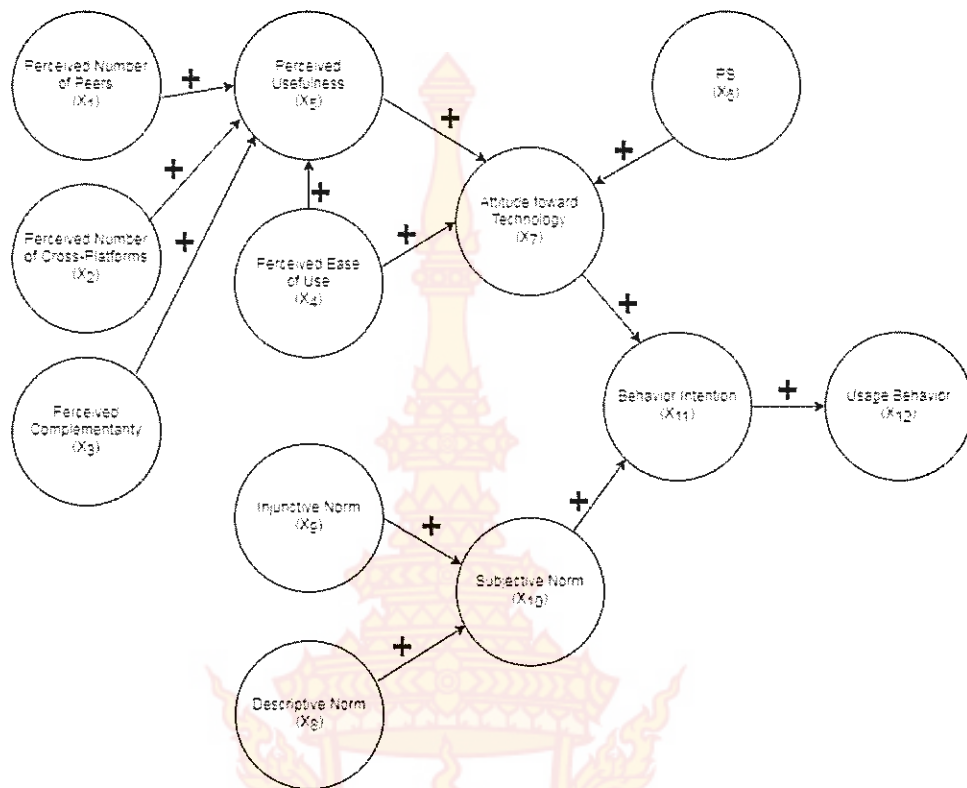 Perceived Number
of Peers
(X₁)
+
Perceived
Usefulness
(X₅)
PS
(X₆)
+
+
+
+
+
+
Attitude toward
Technology
(X₇)
Perceived Number
of Cross-Platforms
(X₂)
Perceived Ease
of Use
(X₄)
+
Perceived
Complementarity
(X₃)
Behavior Intention
(X₁₁)
+
Usage Behavior
(X₁₂)
Injunctive Norm
(X₉)
+
+
Subjective Norm
(X₁₀)
+
Descriptive Norm
(X₈)